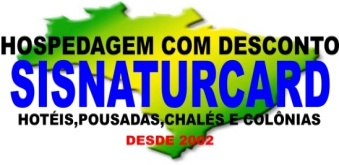 HOSPEDAGEM COM DESCONTO
SISNATURCARD
HOTÉIS,POUSADAS,CHALÉS E COLÔNIAS
DESDE 2002